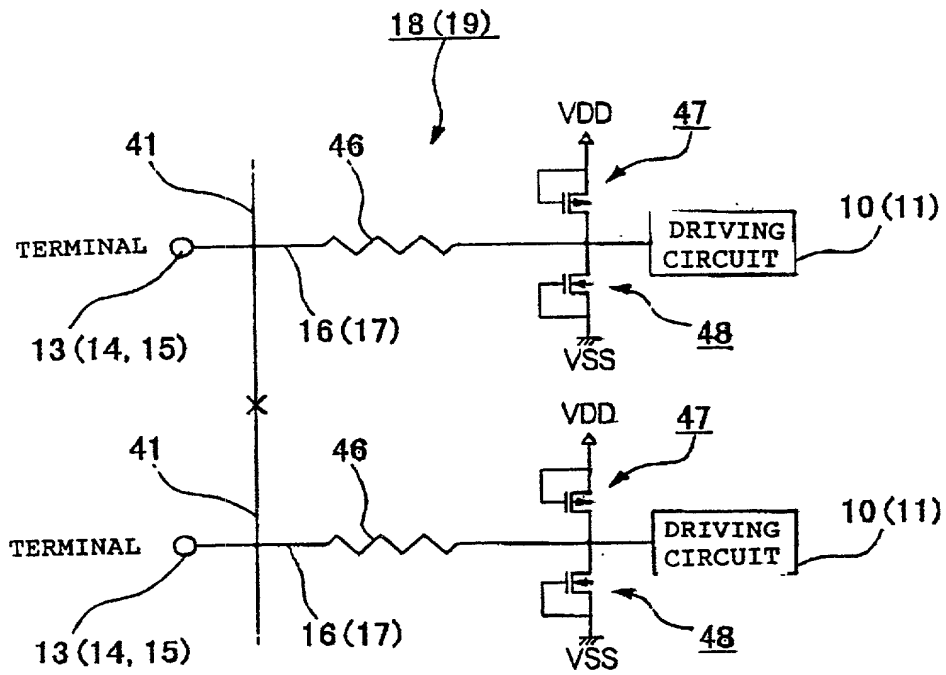 18 (19)
41
46
VDD
47
TERMINAL
DRIVING
CIRCUIT
10 (11)
13 (14, 15)
16 (17)
VSS
48
41
46
VDD
47
TERMINAL
DRIVING
CIRCUIT
10 (11)
13 (14, 15)
16 (17)
VSS
48